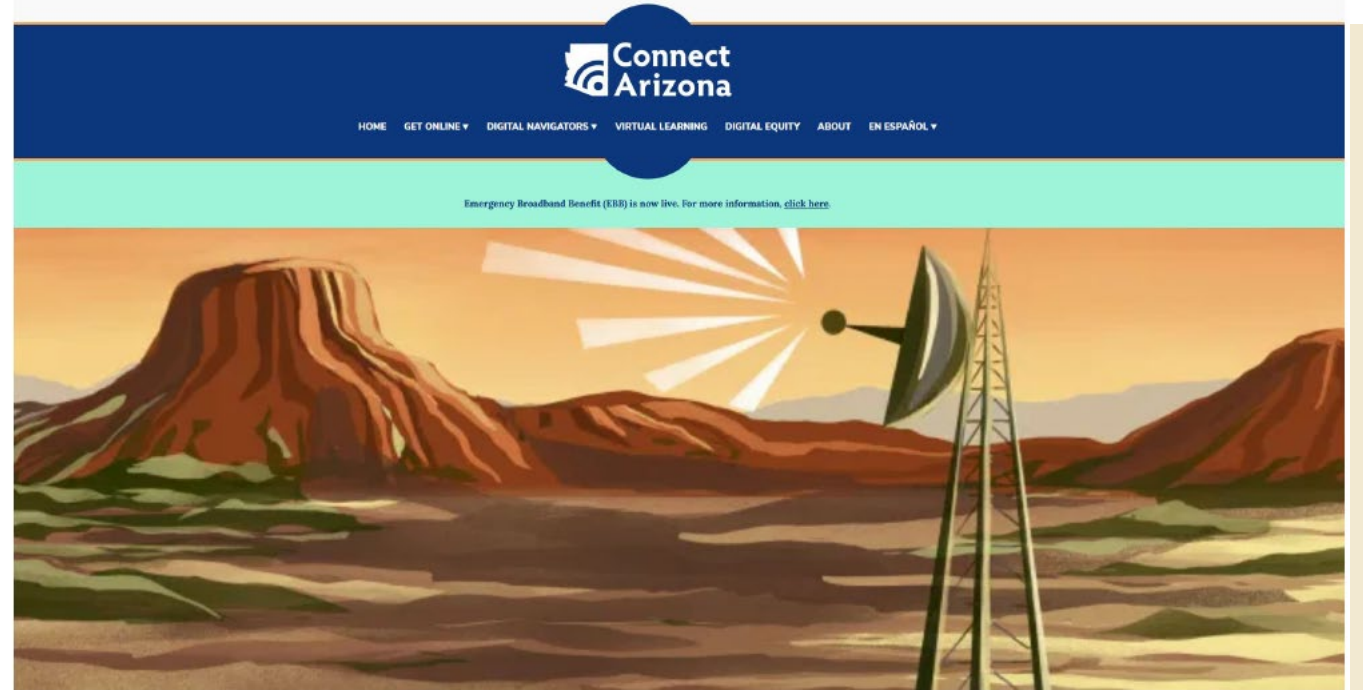 Connect
Arizona
HOME GET ONLINE ▾ DIGITAL NAVIGATORS ▾ VIRTUAL LEARNING DIGITAL EQUITY ABOUT EN ESPAÑOL ▾
Emergency Broadband Benefit (EBB) is now live. For more information, click here.